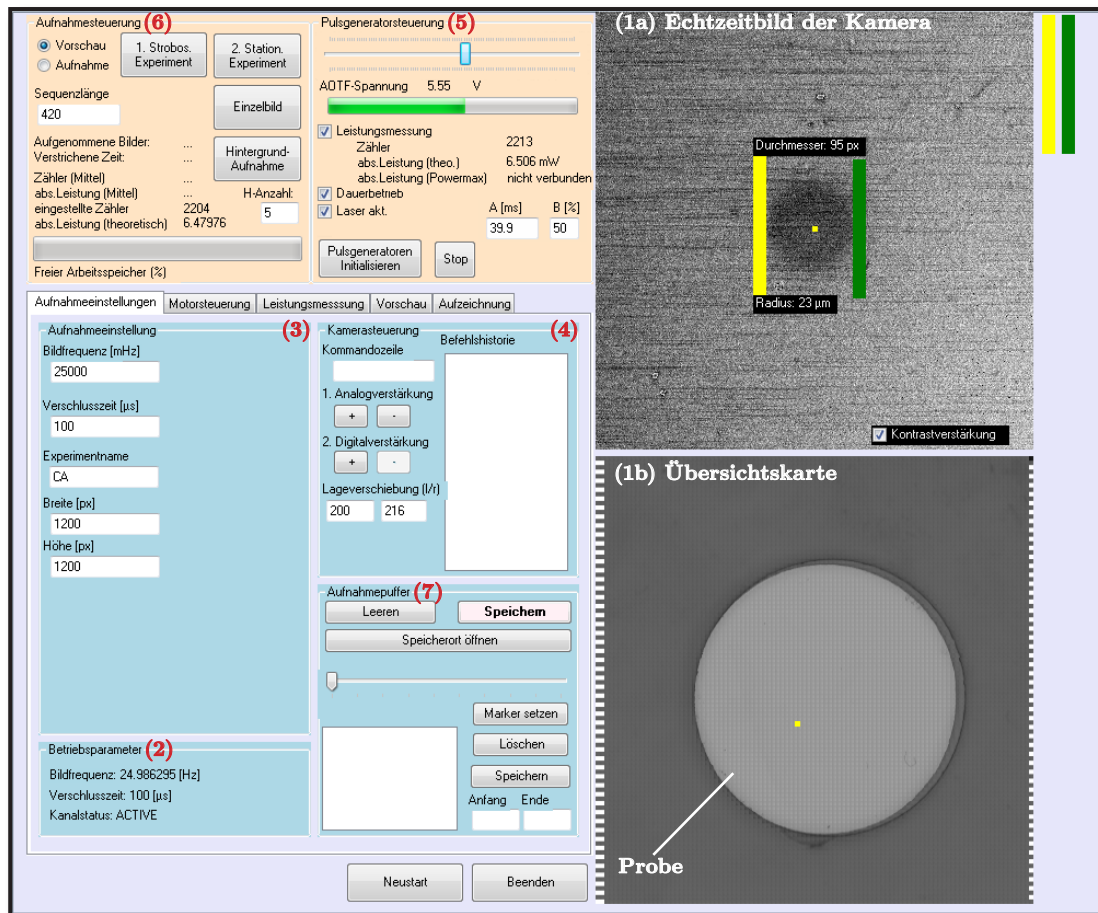 Aufnahmesteuerung (6)
Vorschau
Aufnahme
1. Strobos.
Experiment
2. Station.
Experiment
Sequenzlänge
420
Einzelbild
Aufgenommene Bilder: ...
Verstrichene Zeit: ...
Hintergrund-
Aufnahme
Zähler (Mittel) ...
abs.Leistung (Mittel) ...
H-Anzahl:
eingestellte Zähler 2204
5
abs.Leistung (theoretisch) 6.47976
Freier Arbeitsspeicher (%)
Pulsgeneratorsteuerung (5)
AOTF-Spannung 5.55 V
Leistungsmessung
Zähler 2213
abs.Leistung (theo.) 6.506 mW
abs.Leistung (Powermax) nicht verbunden
Dauerbetrieb
Laser akt.
A [ms] B [%]
39.9 50
Pulsgeneratoren
Initialisieren
Stop
Aufnahmeeinstellungen Motorsteuerung Leistungsmesssung Vorschau Aufzeichnung
Aufnahmeeinstellung (3)
Bildfrequenz [mHz]
25000
Verschlusszeit [µs]
100
Experimentname
CA
Breite [px]
1200
Höhe [px]
1200
Betriebsparameter (2)
Bildfrequenz: 24.986295 [Hz]
Verschlusszeit: 100 [µs]
Kanalstatus: ACTIVE
Kamerasteuerung (4)
Kommandozeile
Befehlshistorie
1. Analogverstärkung
+ -
2. Digitalverstärkung
+ -
Lageverschiebung (l/r)
200 216
Aufnahmepuffer (7)
Leeren Speichern
Speicherort öffnen
Marker setzen
Löschen
Speichern
Anfang Ende
Neustart Beenden
(1a) Echtzeitbild der Kamera
Durchmesser: 95 px
Radius: 23 µm
Kontrastverstärkung
(1b) Übersichtskarte
Probe